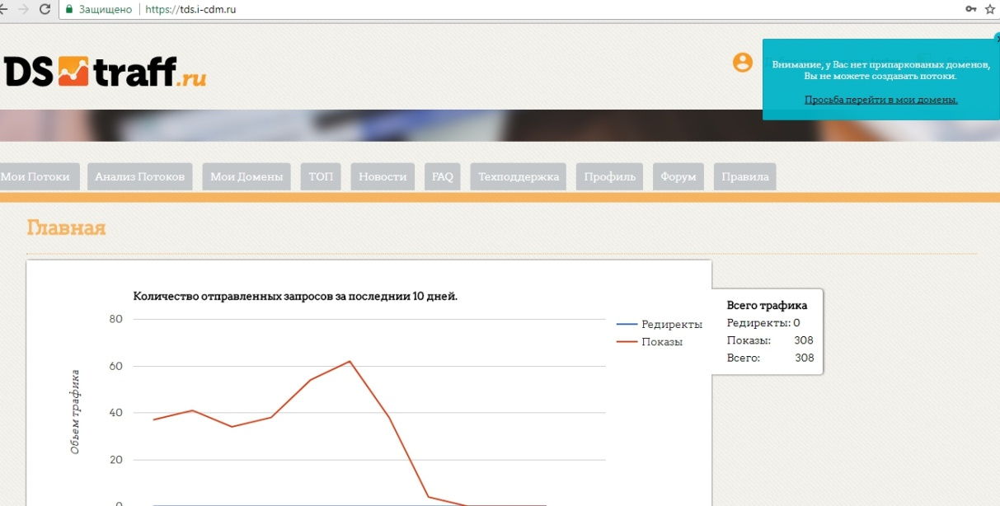 Защищено
https://tds.i-cdm.ru
DS traff.ru
Внимание, у Вас нет припаркованых доменов,
Вы не можете создавать потоки.
Просьба перейти в мои домены.
Мои Потоки
Анализ Потоков
Мои Домены
ТОП
Новости
FAQ
Техподдержка
Профиль
Форум
Правила
Главная
Количество отправленных запросов за последнии 10 дней.
80
60
40
20
0
Объем трафика
Редиректы
Показы
Всего трафика
Редиректы: 0
Показы: 308
Всего: 308